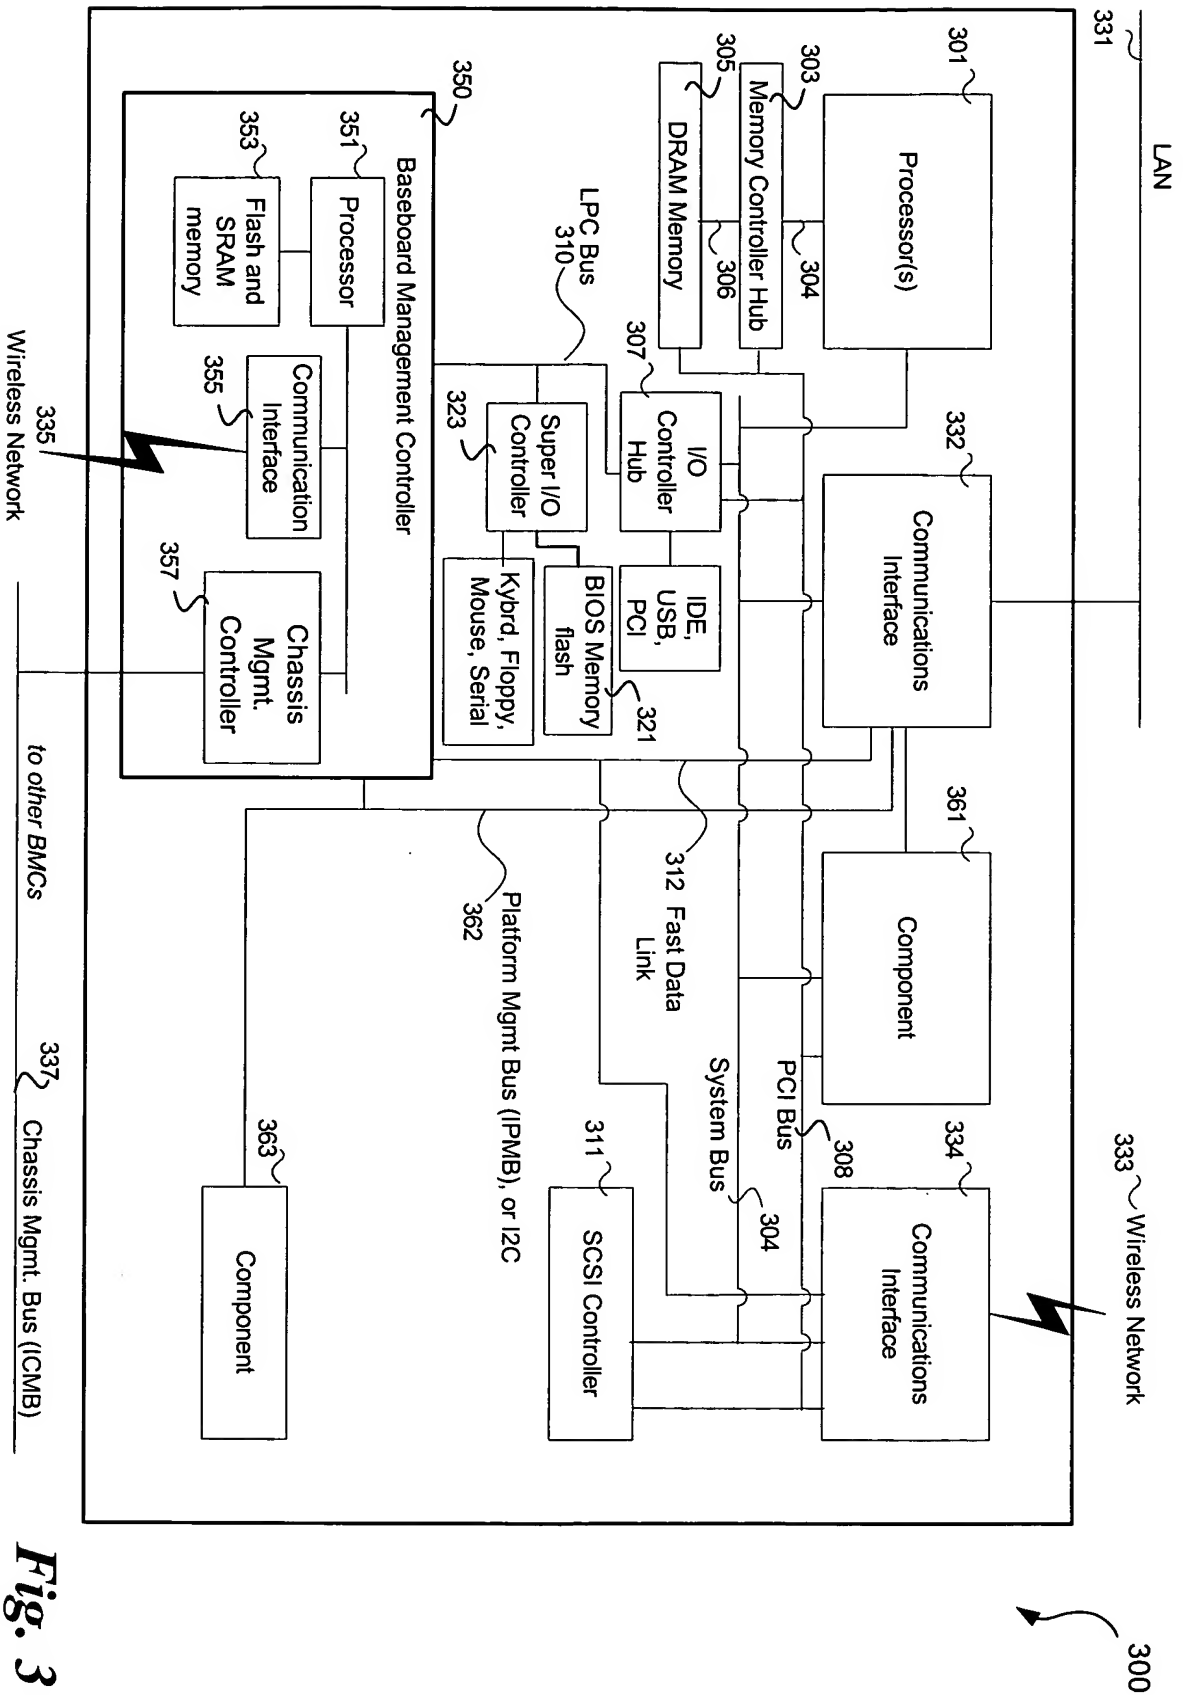 300
LAN
331
333
Wireless Network
301
332
361
334
Processor(s)
Communications
Interface
Component
Communications
Interface
303
Memory Controller Hub
304
308
PCI Bus
305
306
304
System Bus
DRAM Memory
307
I/O
Controller
Hub
IDE,
USB,
PCI
312 Fast Data
Link
321
311
SCSI Controller
LPC Bus
310
BIOS Memory
flash
323
Super I/O
Controller
Kybrd, Floppy,
Mouse, Serial
Platform Mgmt Bus (IPMB), or I2C
362
350
Baseboard Management Controller
351
Processor
353
Flash and
SRAM
memory
Communication
Interface
355
357
Chassis
Mgmt.
Controller
363
Component
335
Wireless Network
to other BMCs
337
Chassis Mgmt. Bus (ICMB)
Fig. 3